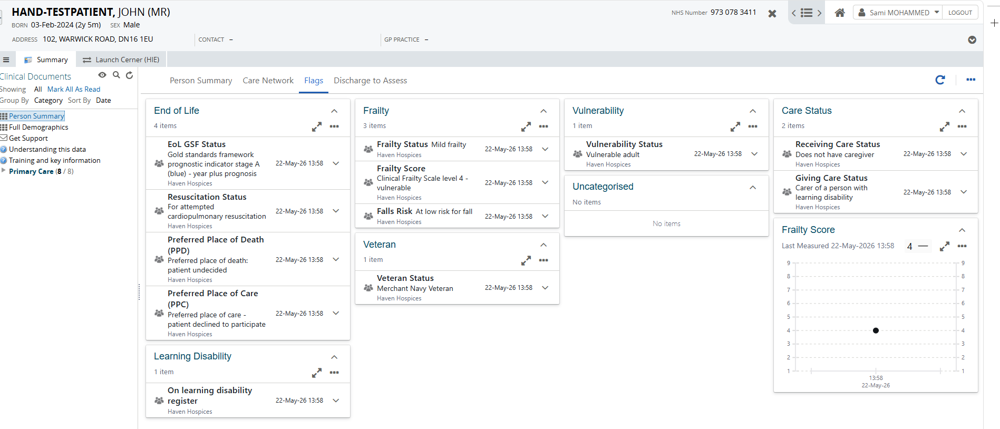 HAND-TESTPATIENT, JOHN (MR)
BORN 03-Feb-2024 (2y 5m) SEX Male
NHS Number 973 078 3411
Sami MOHAMMED
LOGOUT
ADDRESS 102, WARWICK ROAD, DN16 1EU
CONTACT –
GP PRACTICE –
Summary
Launch Cerner (HIE)
Clinical Documents
Showing All Mark All As Read
Group By Category Sort By Date
Person Summary
Full Demographics
Get Support
Understanding this data
Training and key information
Primary Care (8 / 8)
Person Summary
Care Network
Flags
Discharge to Assess
End of Life
4 items
EoL GSF Status
Gold standards framework
prognostic indicator stage A
(blue) - year plus prognosis
Haven Hospices
22-May-26 13:58
Resuscitation Status
For attempted
cardiopulmonary resuscitation
Haven Hospices
22-May-26 13:58
Preferred Place of Death
(PPD)
Preferred place of death:
patient undecided
Haven Hospices
22-May-26 13:58
Preferred Place of Care
(PPC)
Preferred place of care -
patient declined to participate
Haven Hospices
22-May-26 13:58
Learning Disability
1 item
On learning disability
register
Haven Hospices
22-May-26 13:58
Frailty
3 items
Frailty Status Mild frailty
Haven Hospices
22-May-26 13:58
Frailty Score
Clinical Frailty Scale level 4 -
vulnerable
Haven Hospices
22-May-26 13:58
Falls Risk At low risk for fall
Haven Hospices
22-May-26 13:58
Veteran
1 item
Veteran Status
Merchant Navy Veteran
Haven Hospices
22-May-26 13:58
Vulnerability
1 item
Vulnerability Status
Vulnerable adult
Haven Hospices
22-May-26 13:58
Uncategorised
No items
No items
Care Status
2 items
Receiving Care Status
Does not have caregiver
Haven Hospices
22-May-26 13:58
Giving Care Status
Carer of a person with
learning disability
Haven Hospices
22-May-26 13:58
Frailty Score
Last Measured 22-May-2026 13:58 4 —
9 9
8 8
7 7
6 6
5 5
4 4
3 3
2 2
1 1
13:58
22-May-26